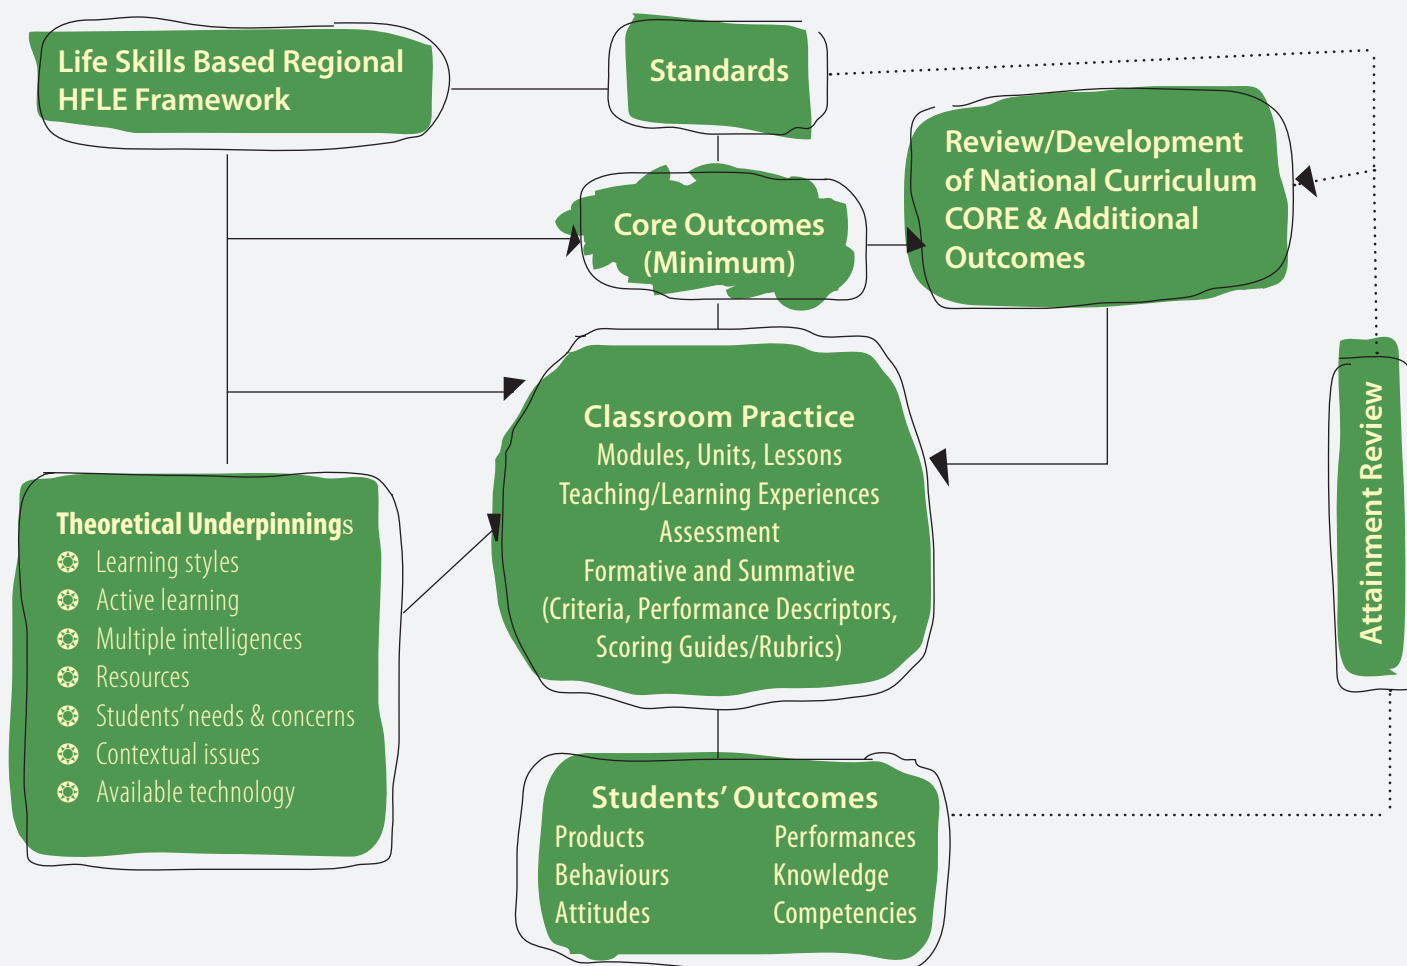 Life Skills Based Regional
HFLE Framework
Standards
Review/Development
of National Curriculum
CORE & Additional
Outcomes
Core Outcomes
(Minimum)
Classroom Practice
Modules, Units, Lessons
Teaching/Learning Experiences
Assessment
Formative and Summative
(Criteria, Performance Descriptors,
Scoring Guides/Rubrics)
Attainment Review
Theoretical Underpinnings
Learning styles
Active learning
Multiple intelligences
Resources
Students’ needs & concerns
Contextual issues
Available technology
Students’ Outcomes
Products Performances
Behaviours Knowledge
Attitudes Competencies